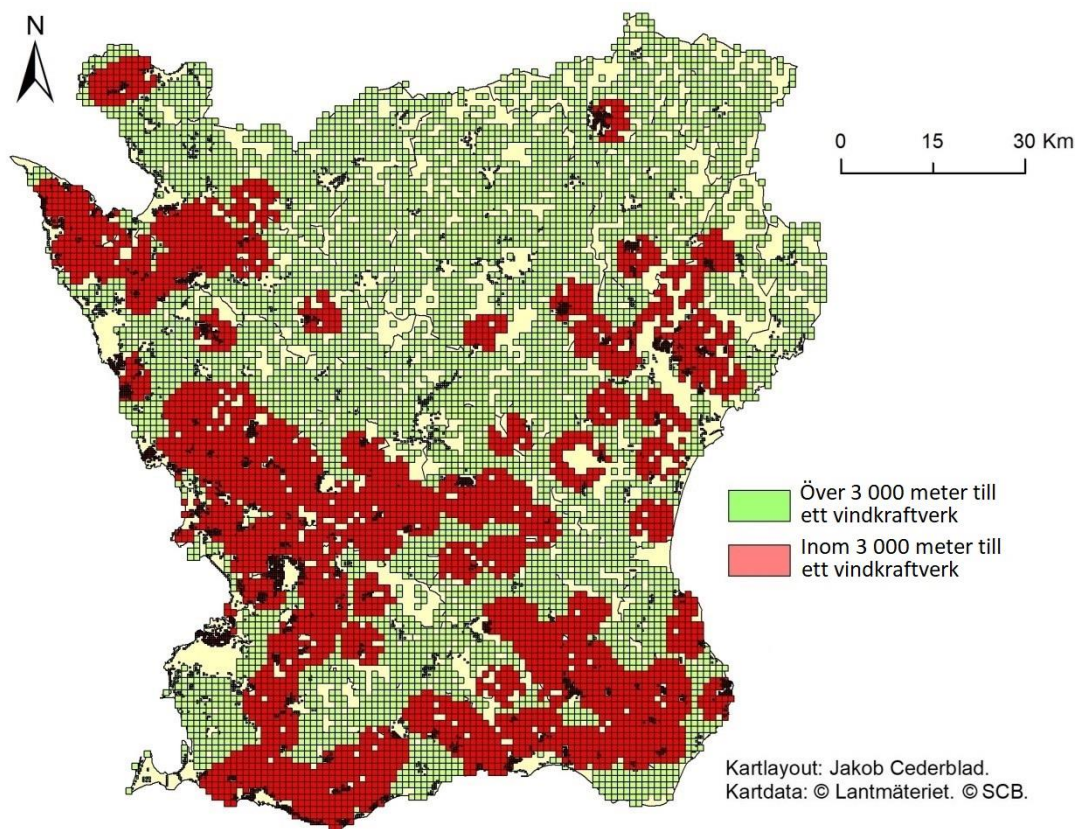 N
0 15 30 Km
Över 3 000 meter till
ett vindkraftverk
Inom 3 000 meter till
ett vindkraftverk
Kartlayout: Jakob Cederblad.
Kartdata: © Lantmäteriet. © SCB.